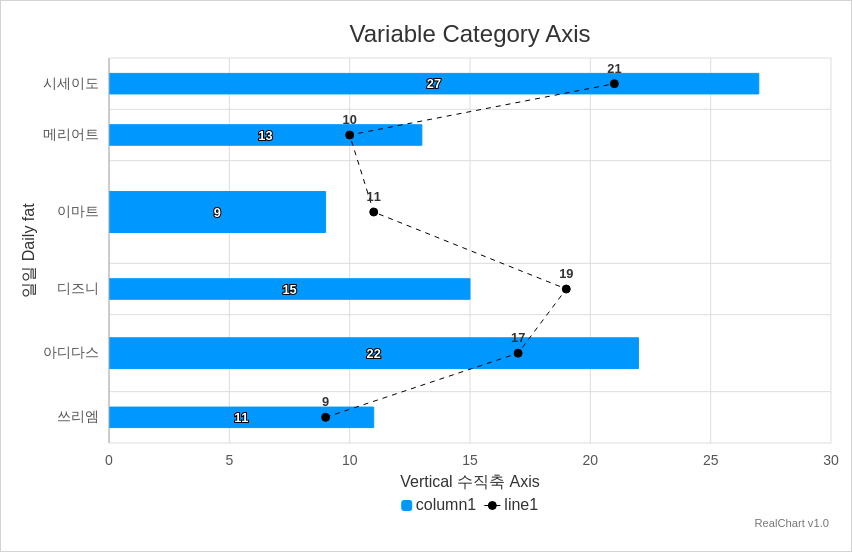 Variable Category Axis
일일 Daily fat
시세이도
27
21
메리어트
13
10
이마트
9
11
디즈니
15
19
아디다스
22
17
쓰리엠
11
9
0 5 10 15 20 25 30
Vertical 수직축 Axis
column1 line1
RealChart v1.0